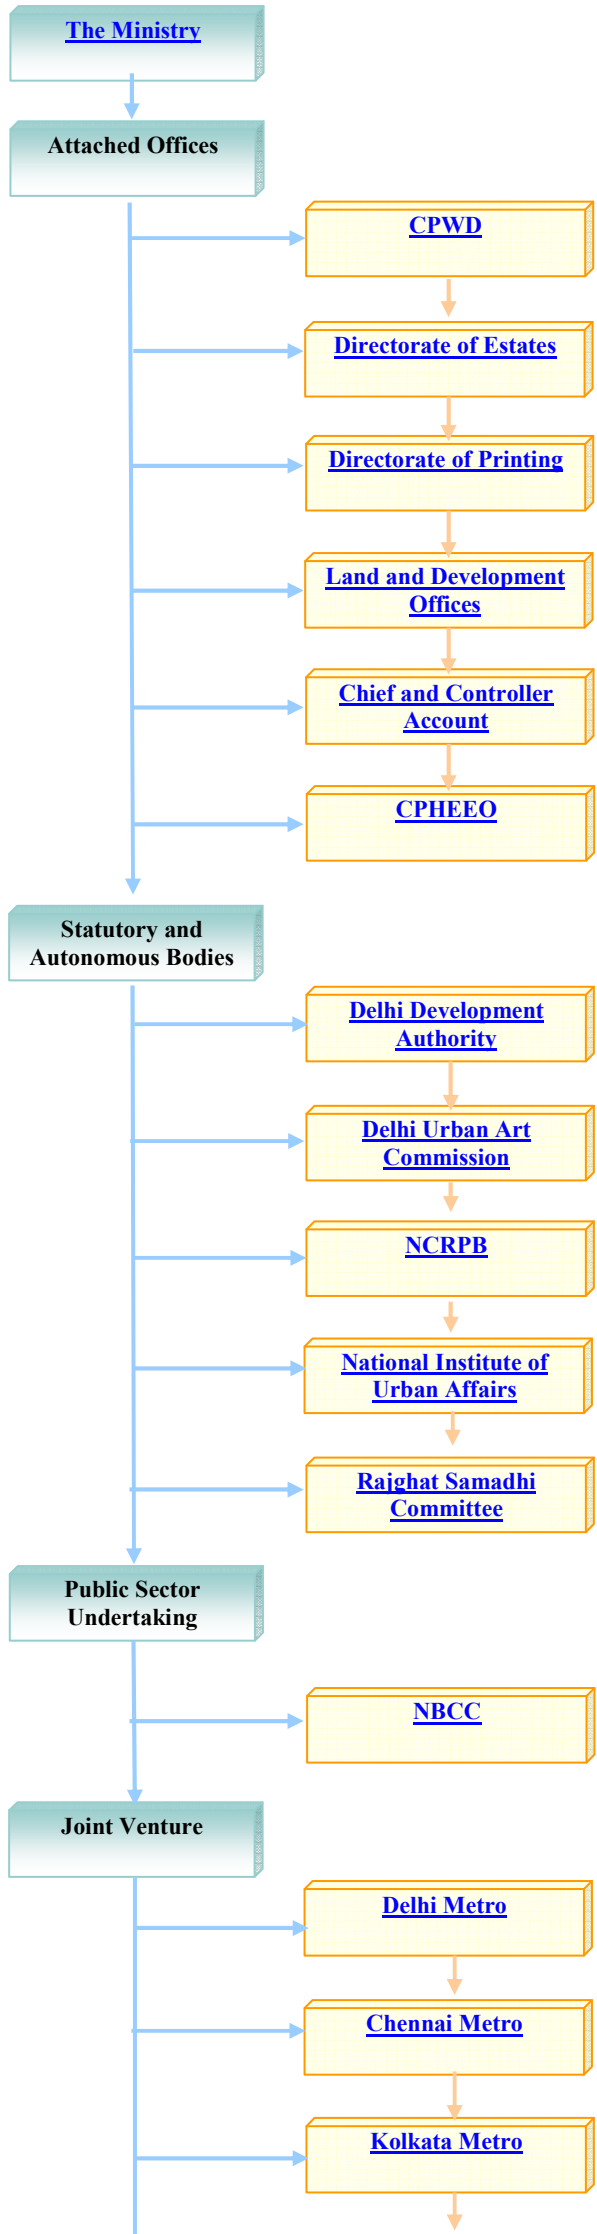 The Ministry
Attached Offices
CPWD
Directorate of Estates
Directorate of Printing
Land and Development
Offices
Chief and Controller
Account
CPHEEO
Statutory and
Autonomous Bodies
Delhi Development
Authority
Delhi Urban Art
Commission
NCRPB
National Institute of
Urban Affairs
Rajghat Samadhi
Committee
Public Sector
Undertaking
NBCC
Joint Venture
Delhi Metro
Chennai Metro
Kolkata Metro